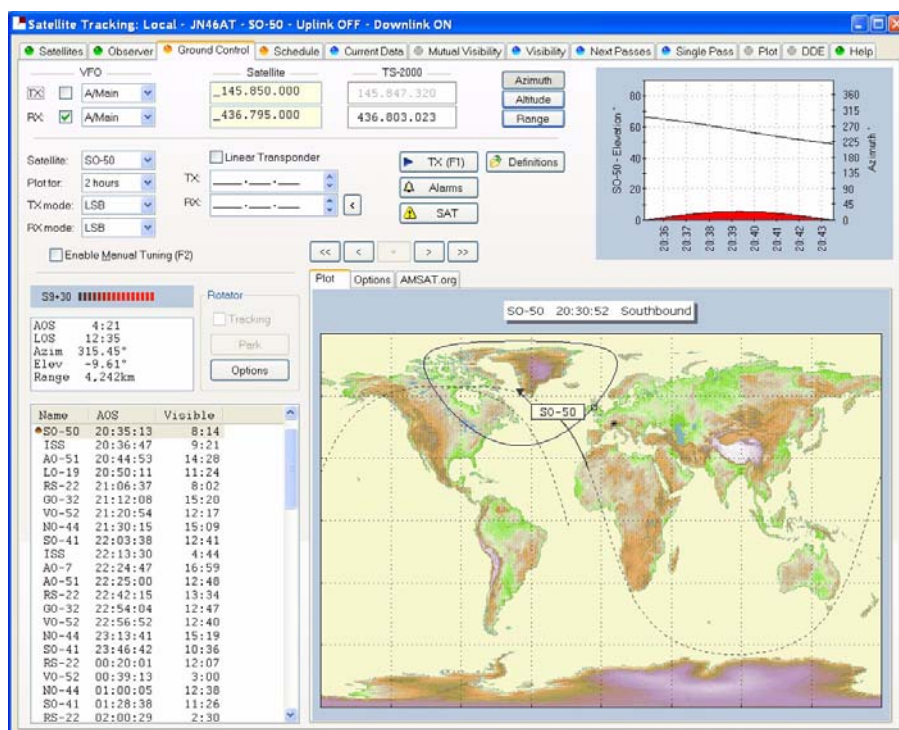 Satellite Tracking: Local - JN46AT - SO-50 - Uplink OFF - Downlink ON
Satellites Observer Ground Control Schedule Current Data Mutual Visibility Visibility Next Passes Single Pass Plot DDE Help
VFO Satellite TS-2000
TX: A/Main _145.850.000 145.847.320
RX: A/Main _436.795.000 436.803.023
Azimuth
Altitude
Range
Satellite: SO-50
Plot for: 2 hours
TX mode: LSB
RX mode: LSB
Enable Manual Tuning (F2)
Linear Transponder
TX: ___.___.___
RX: ___.___.___ <
TX (F1) Definitions
Alarms
SAT
<< < + > >>
SO-50 - Elevation °
80
60
40
20
0
360
315
270
225
180
135
90
45
0
Azimuth °
20:36 20:37 20:38 20:39 20:40 20:41 20:42 20:43
S9+30
AOS 4:21
LOS 12:35
Azim 315.45°
Elev -9.61°
Range 4,242km
Rotator
Tracking
Park
Options
Plot Options AMSAT.org
SO-50 20:30:52 Southbound
SO-50
Name AOS Visible
SO-50 20:35:13 8:14
ISS 20:36:47 9:21
AO-51 20:44:53 14:28
LO-19 20:50:11 11:24
RS-22 21:06:37 8:02
GO-32 21:12:08 15:20
VO-52 21:20:54 12:17
NO-44 21:30:15 15:09
SO-41 22:03:38 12:41
ISS 22:13:30 4:44
AO-7 22:24:47 16:59
AO-51 22:25:00 12:48
RS-22 22:42:15 13:34
GO-32 22:54:04 12:47
VO-52 22:56:52 12:40
NO-44 23:13:41 15:19
SO-41 23:46:42 10:36
RS-22 00:20:01 12:07
VO-52 00:39:13 3:00
NO-44 01:00:05 12:38
SO-41 01:28:38 11:26
RS-22 02:00:29 2:30